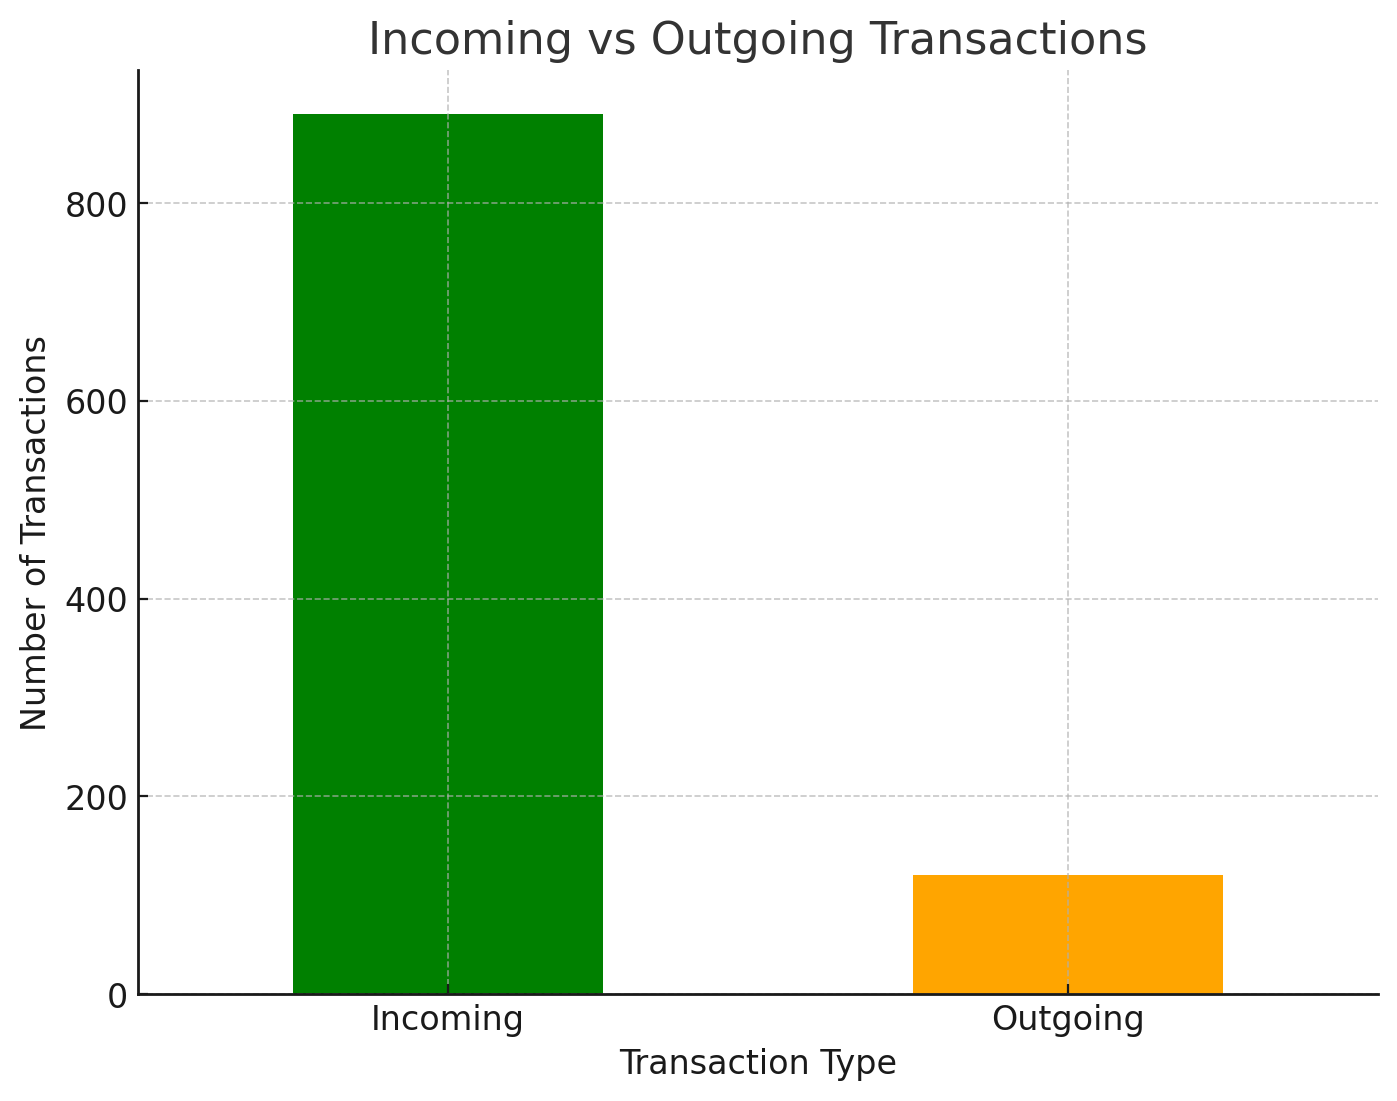 Incoming vs Outgoing Transactions
Number of Transactions
800
600
400
200
0
Incoming
Outgoing
Transaction Type